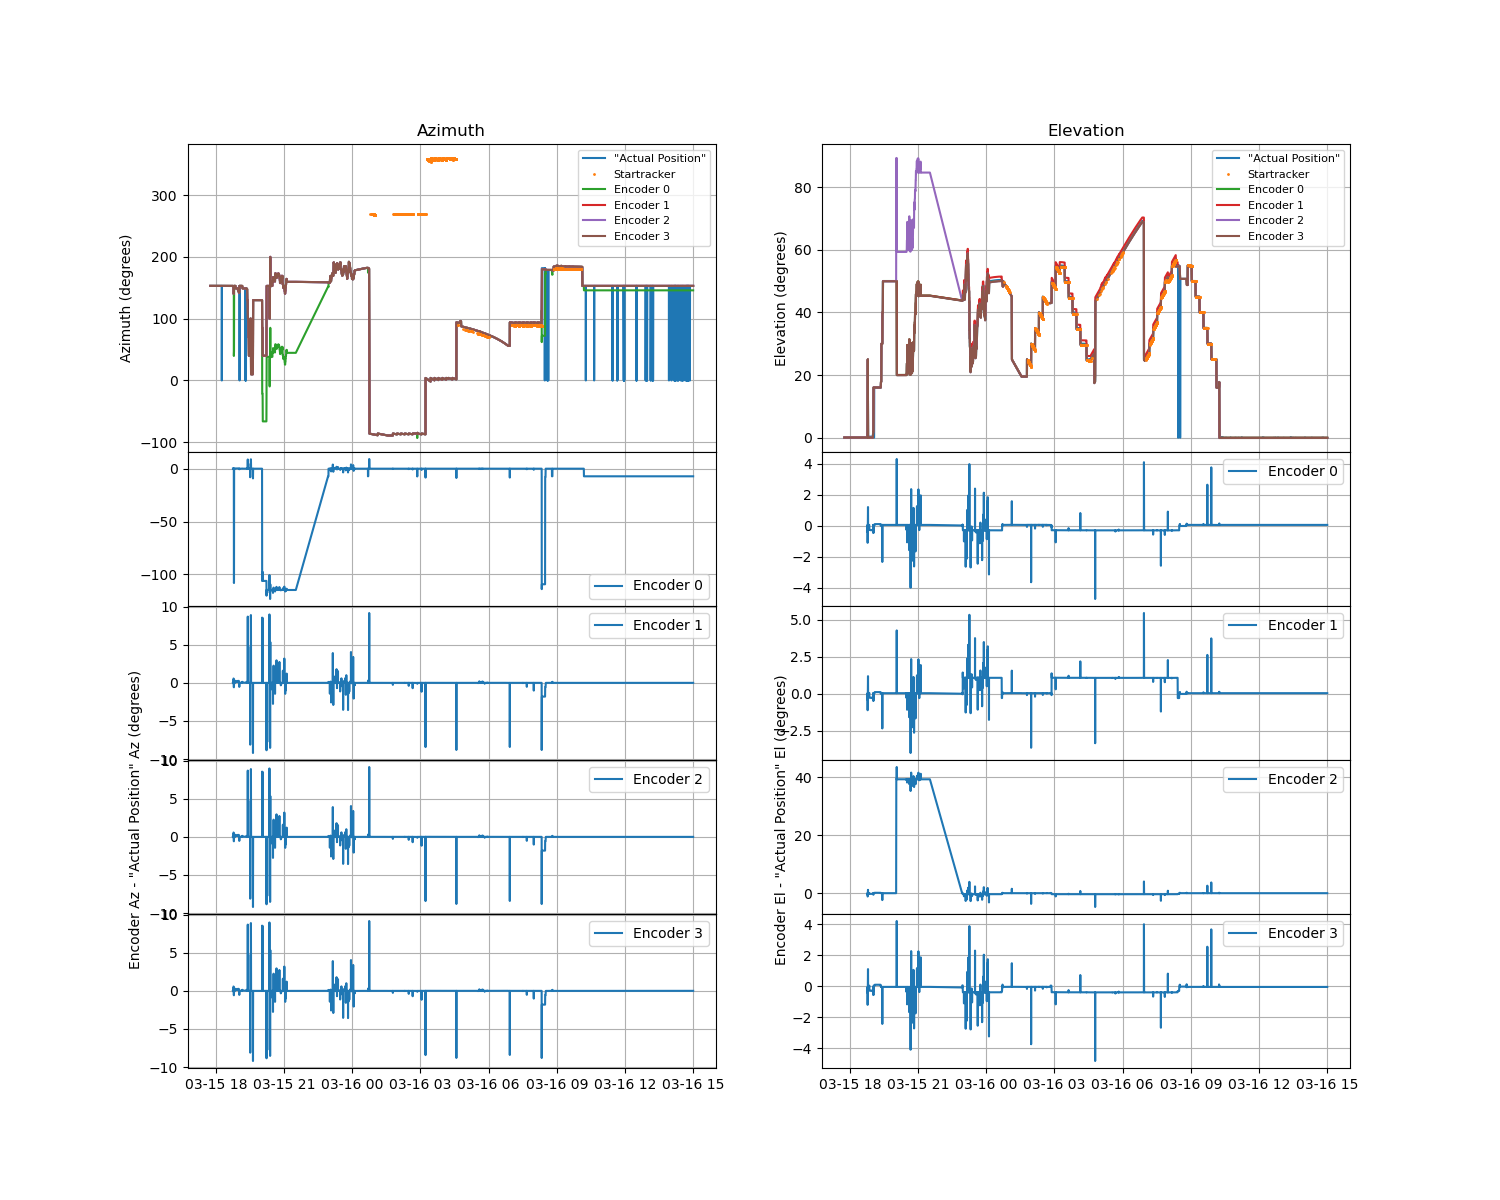 Azimuth
Azimuth (degrees)
300
200
100
0
−100
"Actual Position"
Startracker
Encoder 0
Encoder 1
Encoder 2
Encoder 3
0
−50
−100
Encoder 0
Encoder Az - "Actual Position" Az (degrees)
10
5
0
−5
−10
Encoder 1
10
5
0
−5
−10
Encoder 2
10
5
0
−5
−10
Encoder 3
03-15 18
03-15 21
03-16 00
03-16 03
03-16 06
03-16 09
03-16 12
03-16 15
Elevation
Elevation (degrees)
80
60
40
20
0
"Actual Position"
Startracker
Encoder 0
Encoder 1
Encoder 2
Encoder 3
4
2
0
−2
−4
Encoder 0
Encoder El - "Actual Position" El (degrees)
5.0
2.5
0.0
−2.5
Encoder 1
40
20
0
Encoder 2
4
2
0
−2
−4
Encoder 3
03-15 18
03-15 21
03-16 00
03-16 03
03-16 06
03-16 09
03-16 12
03-16 15